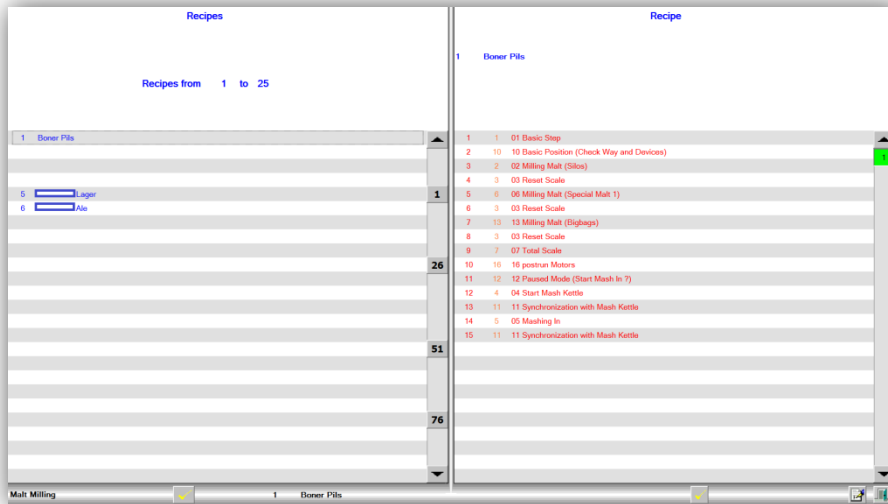 Recipes
Recipes from 1 to 25
1 Boner Pils
5 Lager
6 Ale
1
26
51
76
Malt Milling 1 Boner Pils
Recipe
1 Boner Pils
1 1 01 Basic Step
2 10 10 Basic Position (Check Way and Devices)
3 2 02 Milling Malt (Silos)
4 3 03 Reset Scale
5 6 06 Milling Malt (Special Malt 1)
6 3 03 Reset Scale
7 13 13 Milling Malt (Bigbags)
8 3 03 Reset Scale
9 7 07 Total Scale
10 16 16 postrun Motors
11 12 12 Paused Mode (Start Mash In ?)
12 4 04 Start Mash Kettle
13 11 11 Synchronization with Mash Kettle
14 5 05 Mashing In
15 11 11 Synchronization with Mash Kettle
1